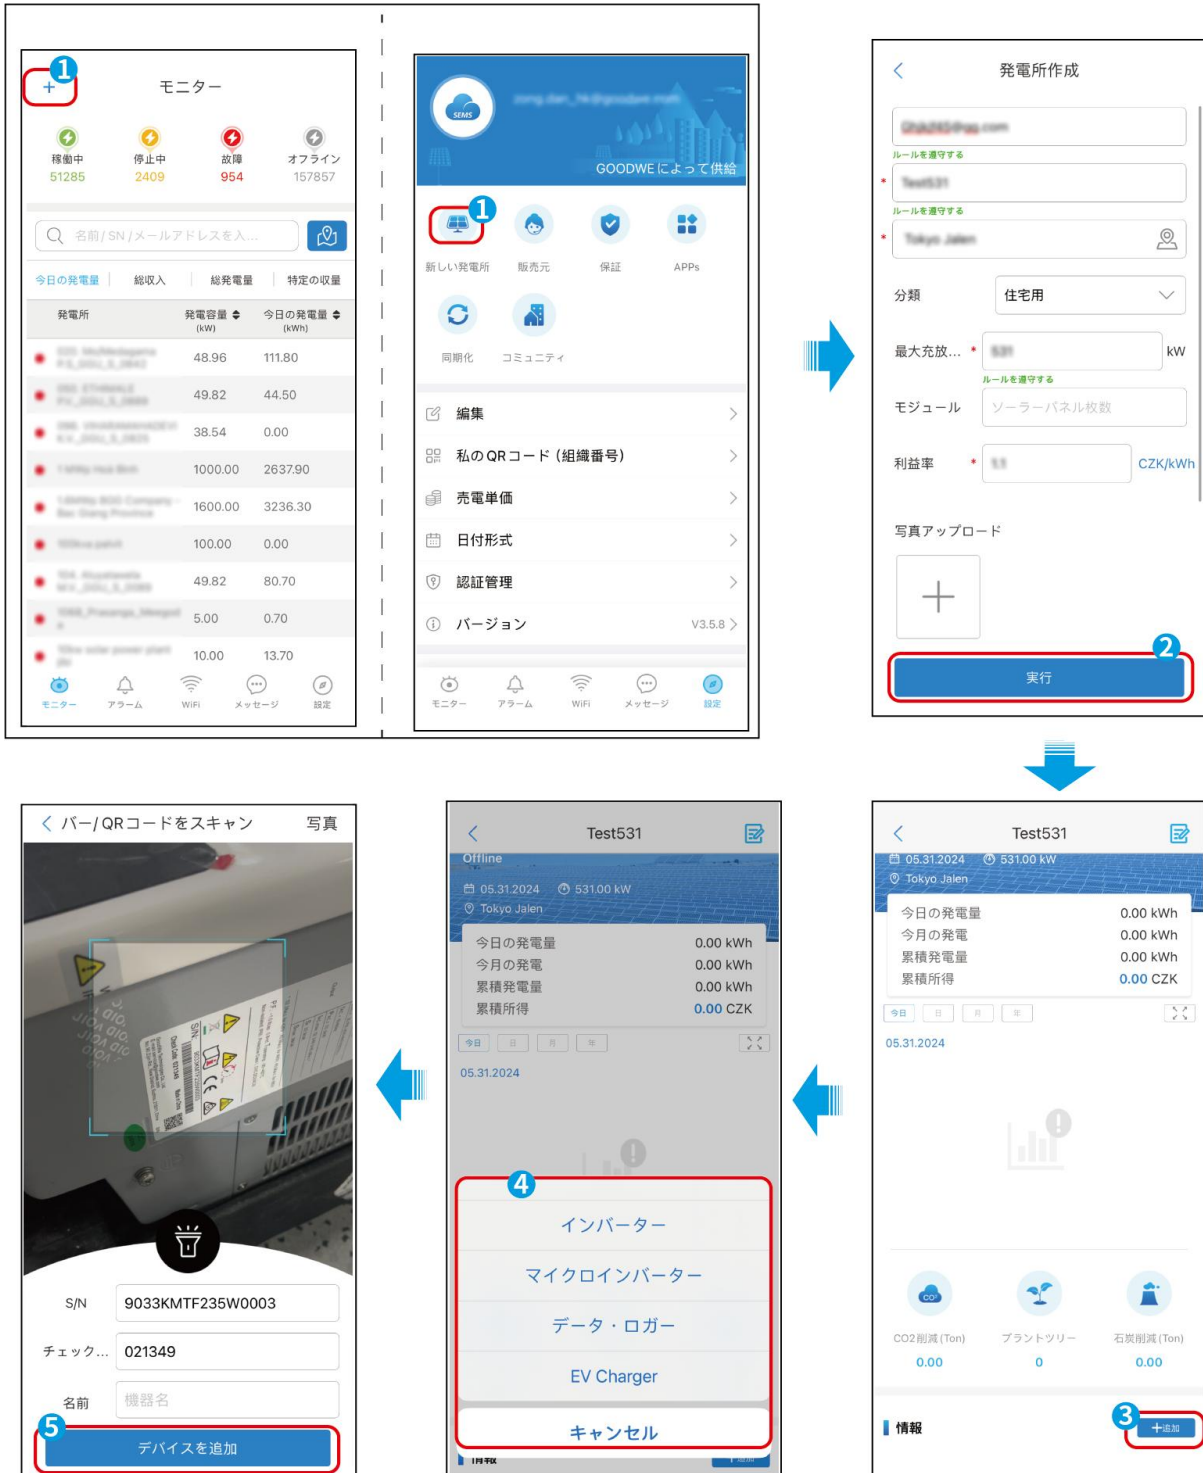 1
+
モニター
稼働中
停止中
故障
オフライン
51285
2409
954
157857
名前/ SN /メールアドレスを入...
今日の発電量
総収入
総発電量
特定の収量
発電所
発電容量
(kW)
今日の発電量
(kWh)
48.96 111.80
49.82 44.50
38.54 0.00
1000.00 2637.90
1600.00 3236.30
100.00 0.00
49.82 80.70
5.00 0.70
10.00 13.70
モニター
アラーム
WiFi
メッセージ
設定
SEMS
GOODWEによって供給
1
新しい発電所
販売元
保証
APPs
同期化
コミュニティ
編集
私のQRコード (組織番号)
売電単価
日付形式
認証管理
バージョン V3.5.8
モニター
アラーム
WiFi
メッセージ
設定
発電所作成
ルールを遵守する
* Test531
ルールを遵守する
* Tokyo Jalen
分類 住宅用
最大充放... * 531 kW
ルールを遵守する
モジュール ソーラーパネル枚数
利益率 * CZK/kWh
写真アップロード
2
実行
Test531
05.31.2024 531.00 kW
Tokyo Jalen
今日の発電量 0.00 kWh
今月の発電 0.00 kWh
累積発電量 0.00 kWh
累積所得 0.00 CZK
今日 日 月 年
05.31.2024
CO2
CO2削減(Ton)
プラントツリー
石炭削減(Ton)
0.00
0
0.00
情報
3
+追加
Test531
Offline
05.31.2024 531.00 kW
Tokyo Jalen
今日の発電量 0.00 kWh
今月の発電 0.00 kWh
累積発電量 0.00 kWh
累積所得 0.00 CZK
今日 日 月 年
05.31.2024
4
インバーター
マイクロインバーター
データ・ロガー
EV Charger
キャンセル
情報
+追加
バー/QRコードをスキャン 写真
S/N 9033KMTF235W0003
チェック... 021349
名前 機器名
5
デバイスを追加